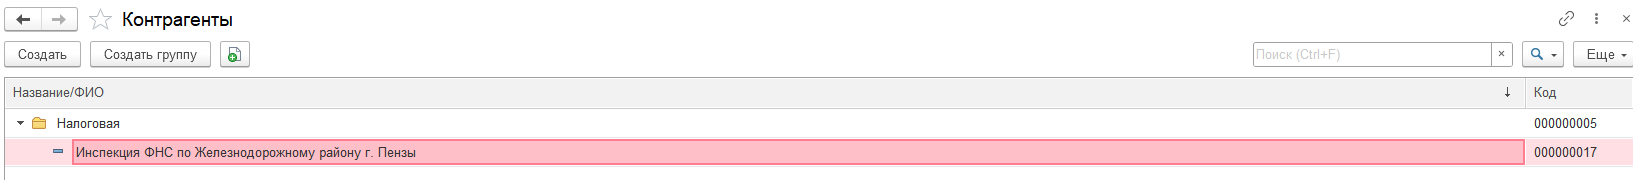 Контрагенты
Создать Создать группу Поиск (Ctrl+F) × Еще
Название/ФИО ↓ Код
Налоговая 000000005
Инспекция ФНС по Железнодорожному району г. Пензы 000000017